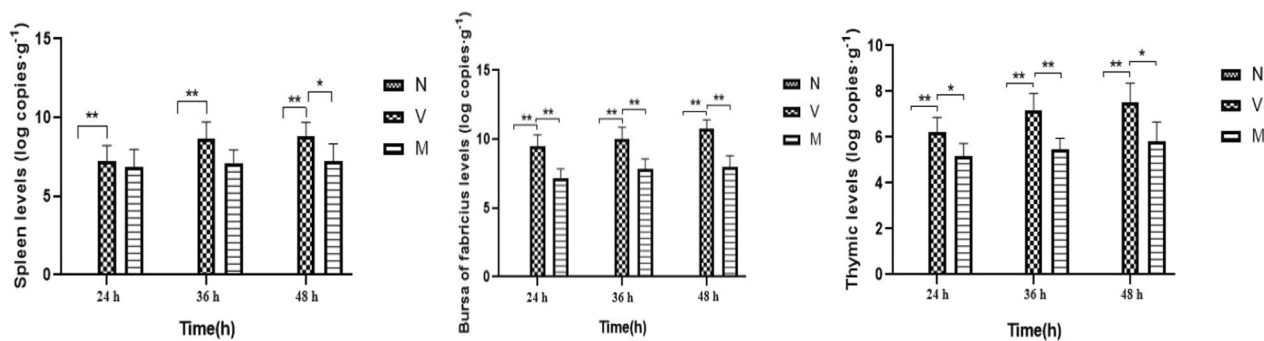 Spleen levels (log copies·g⁻¹)
15
10
5
0
**
**
**
*
24 h
36 h
48 h
Time(h)
N
V
M
Bursa of fabricius levels (log copies·g⁻¹)
15
10
5
0
**
**
**
**
**
**
24 h
36 h
48 h
Time(h)
N
V
M
Thymic levels (log copies·g⁻¹)
10
8
6
4
2
0
**
*
**
**
**
*
24 h
36 h
48 h
Time(h)
N
V
M